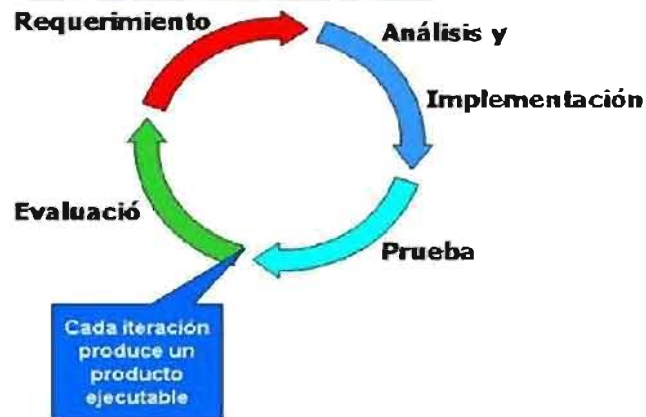 Requerimiento
Análisis y
Implementación
Evaluació
Prueba
Cada iteración
produce un
producto
ejecutable